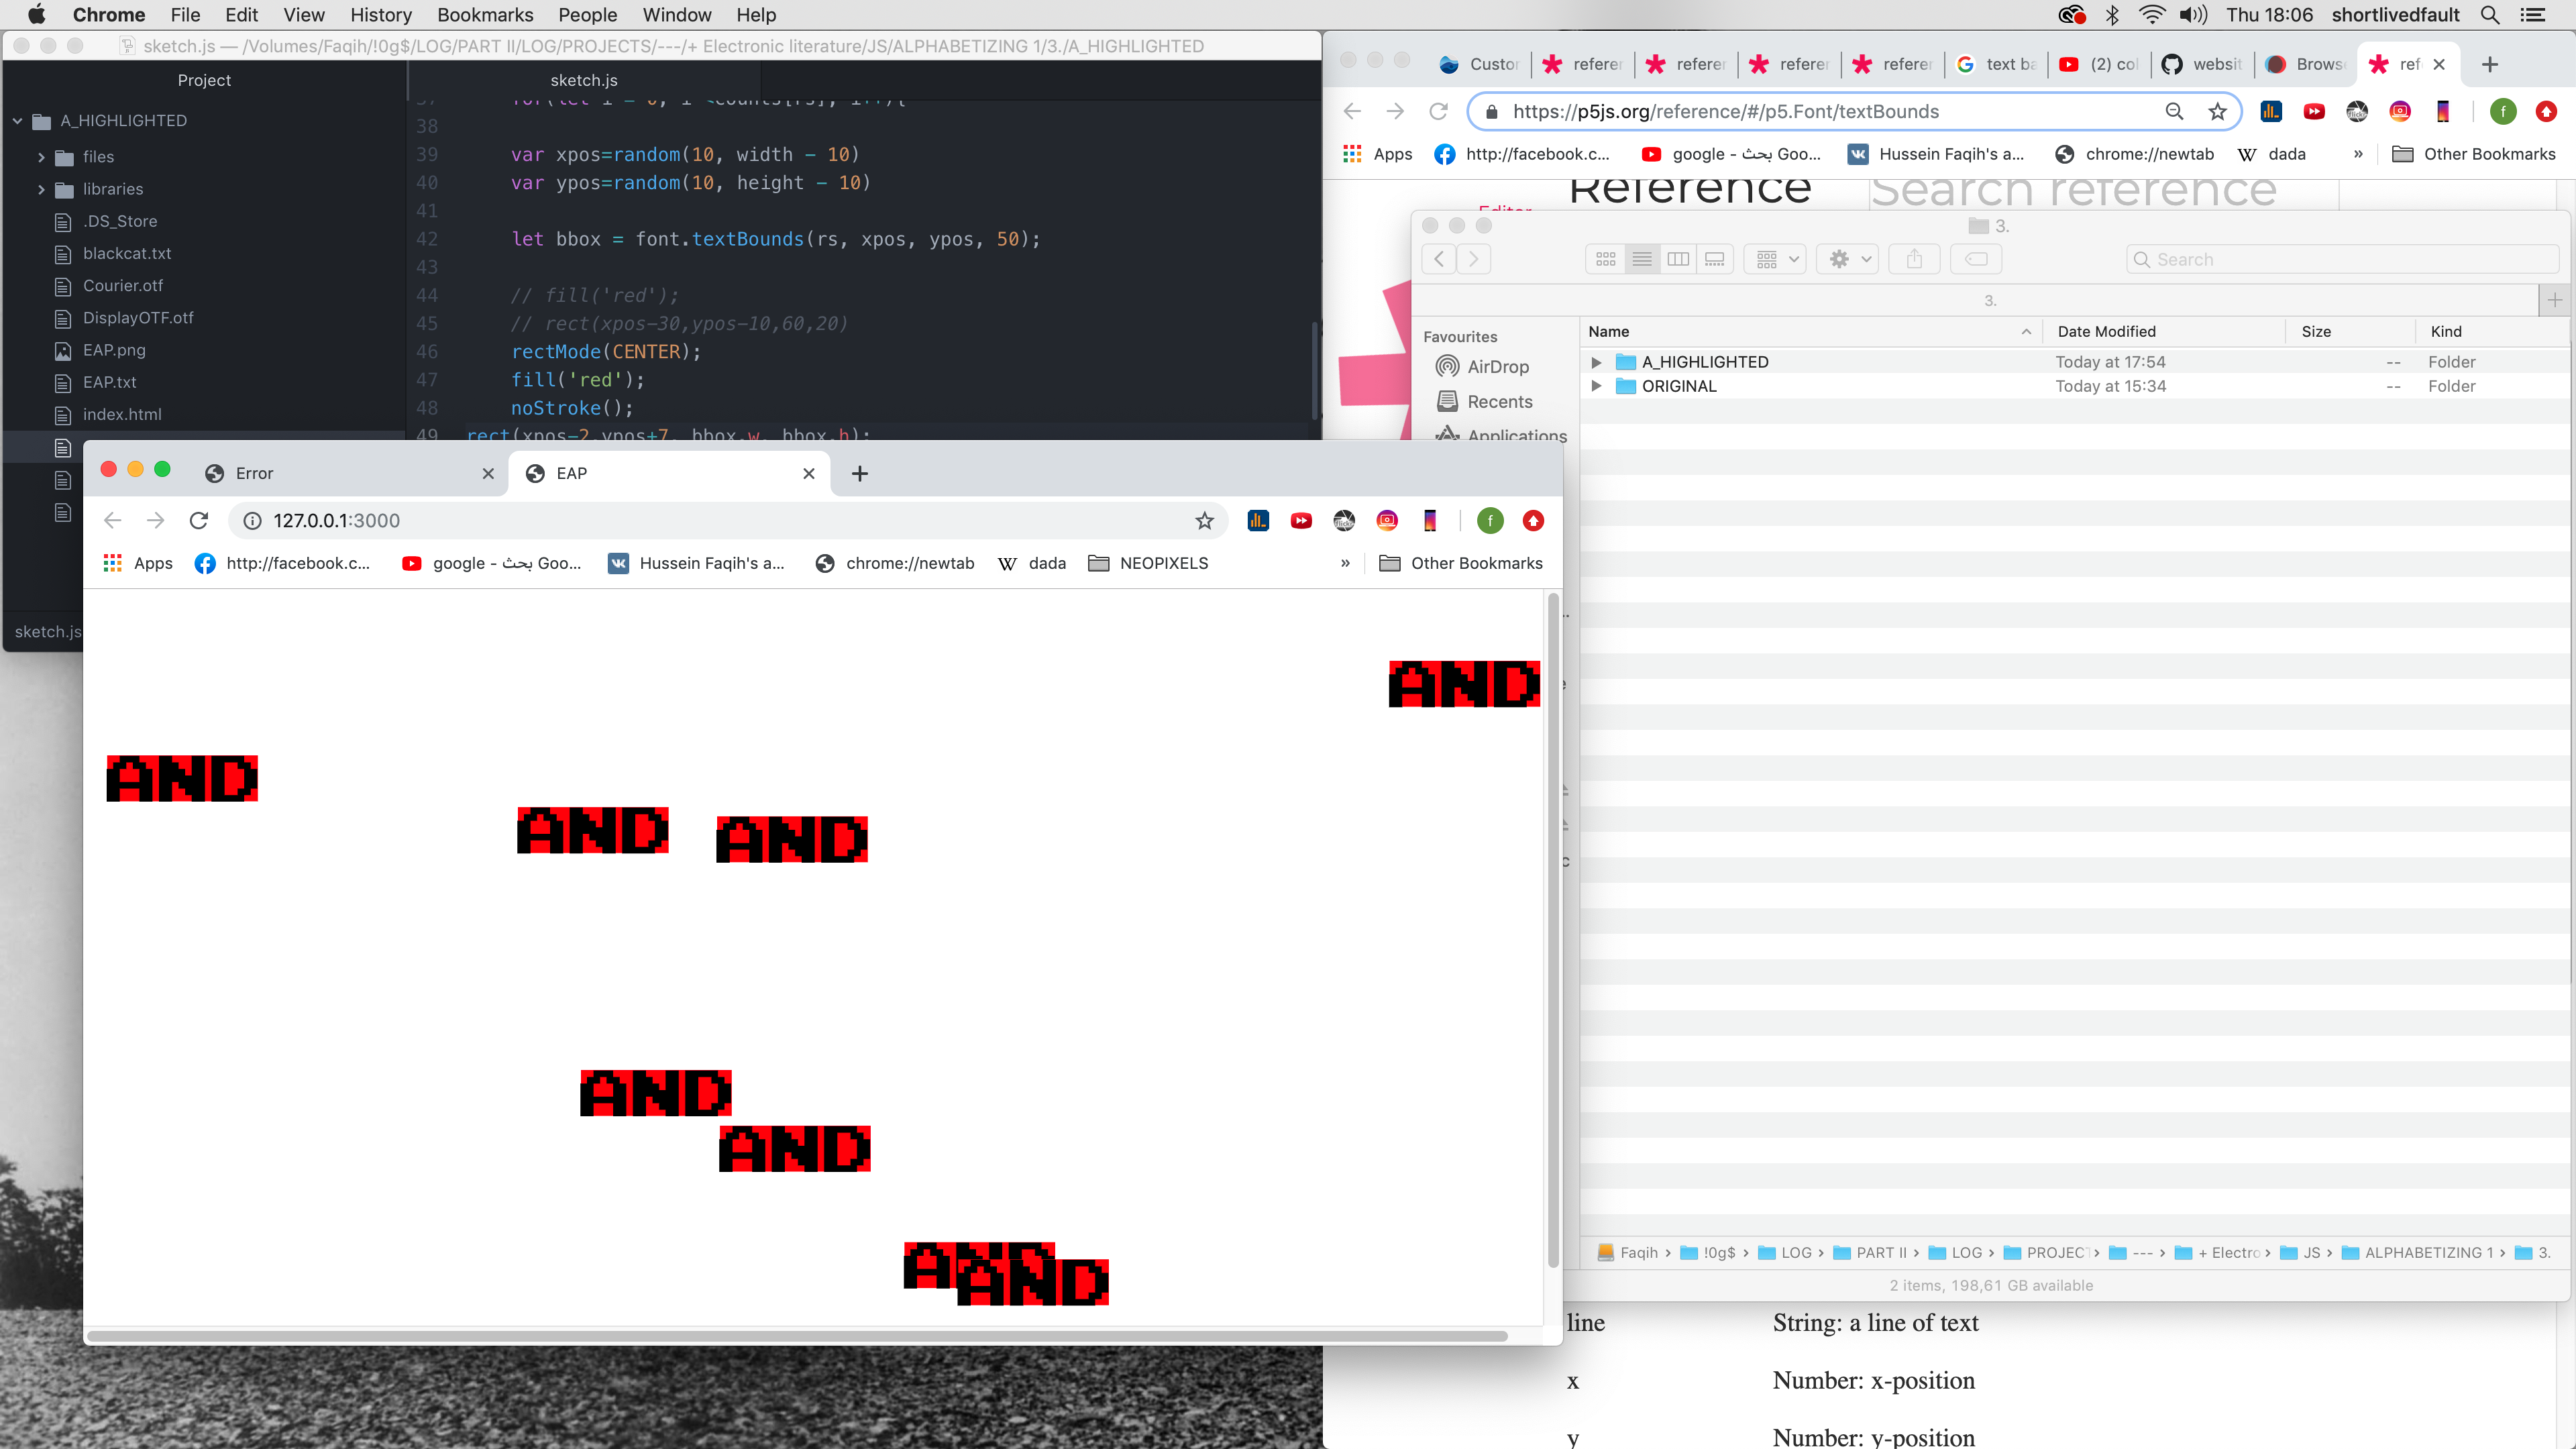 Chrome File Edit View History Bookmarks People Window Help
Thu 18:06 shortlivedfault
sketch.js — /Volumes/Faqih/!0g$/LOG/PART II/LOG/PROJECTS/---/+ Electronic literature/JS/ALPHABETIZING 1/3./A_HIGHLIGHTED
Project
sketch.js
A_HIGHLIGHTED
files
libraries
.DS_Store
blackcat.txt
Courier.otf
DisplayOTF.otf
EAP.png
EAP.txt
index.html
sketch.js
38
39 var xpos=random(10, width - 10)
40 var ypos=random(10, height - 10)
41
42 let bbox = font.textBounds(rs, xpos, ypos, 50);
43
44 // fill('red');
45 // rect(xpos-30,ypos-10,60,20)
46 rectMode(CENTER);
47 fill('red');
48 noStroke();
49 rect(xpos-2,ypos+7, bbox.w, bbox.h);
Custor refere refere refere refere text ba (2) co websit Brows ref
https://p5js.org/reference/#/p5.Font/textBounds
f
Apps http://facebook.c... google - بحث Goo... Hussein Faqih's a... chrome://newtab dada » Other Bookmarks
Reference Search reference
Editor
3.
Search
3.
Favourites
AirDrop
Recents
Applications
Name Date Modified Size Kind
A_HIGHLIGHTED Today at 17:54 -- Folder
ORIGINAL Today at 15:34 -- Folder
Faqih !0g$ LOG PART II LOG PROJEC --- + Electro JS ALPHABETIZING 1 3.
2 items, 198,61 GB available
line String: a line of text
x Number: x-position
y Number: y-position
Error EAP
127.0.0.1:3000
f
Apps http://facebook.c... google - بحث Goo... Hussein Faqih's a... chrome://newtab dada NEOPIXELS » Other Bookmarks
AND
AND
AND
AND
AND
AND
AND
AND